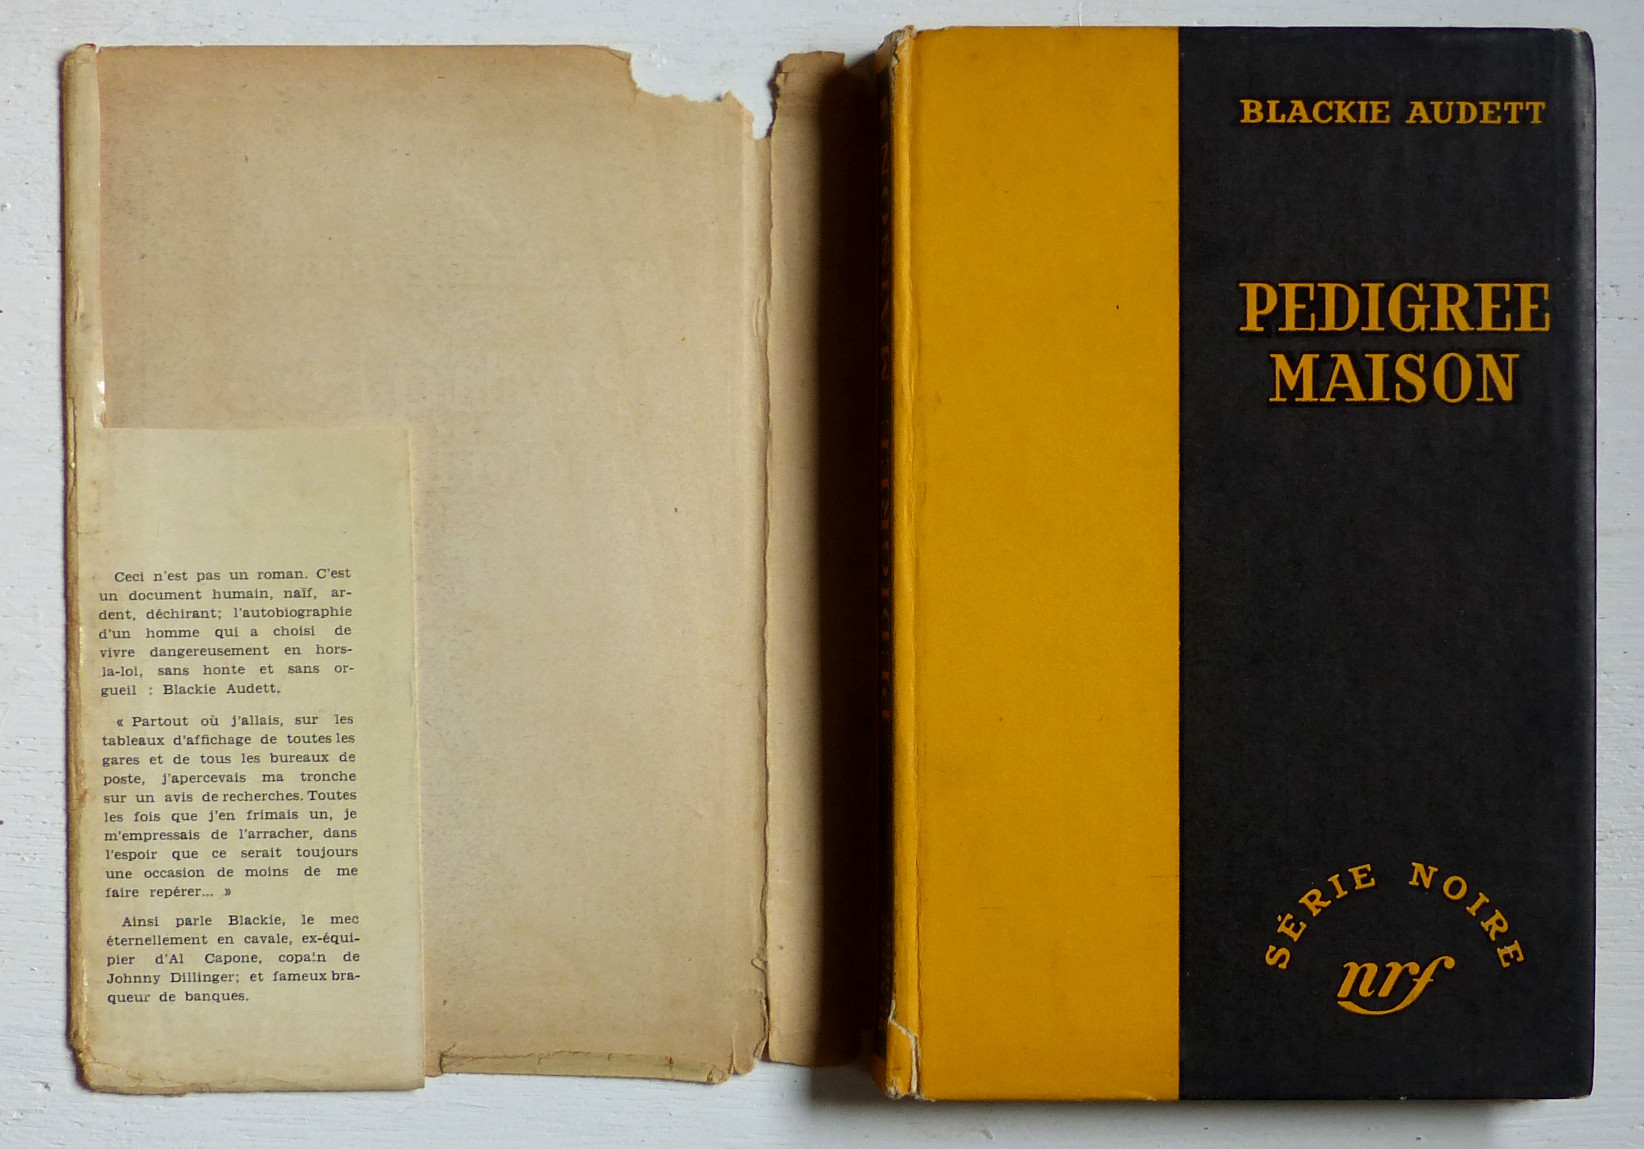 Ceci n'est pas un roman. C'est
un document humain, naïf, ar-
dent, déchirant; l'autobiographie
d'un homme qui a choisi de
vivre dangereusement en hors-
la-loi, sans honte et sans or-
gueil : Blackie Audett.
« Partout où j'allais, sur les
tableaux d'affichage de toutes les
gares et de tous les bureaux de
poste, j'apercevais ma tronche
sur un avis de recherches. Toutes
les fois que j'en frimais un, je
m'empressais de l'arracher, dans
l'espoir que ce serait toujours
une occasion de moins de me
faire repérer... »
Ainsi parle Blackie, le mec
éternellement en cavale, ex-équi-
pier d'Al Capone, copain de
Johnny Dillinger; et fameux bra-
queur de banques.
BLACKIE AUDETT
PEDIGREE
MAISON
SÉRIE NOIRE
nrf